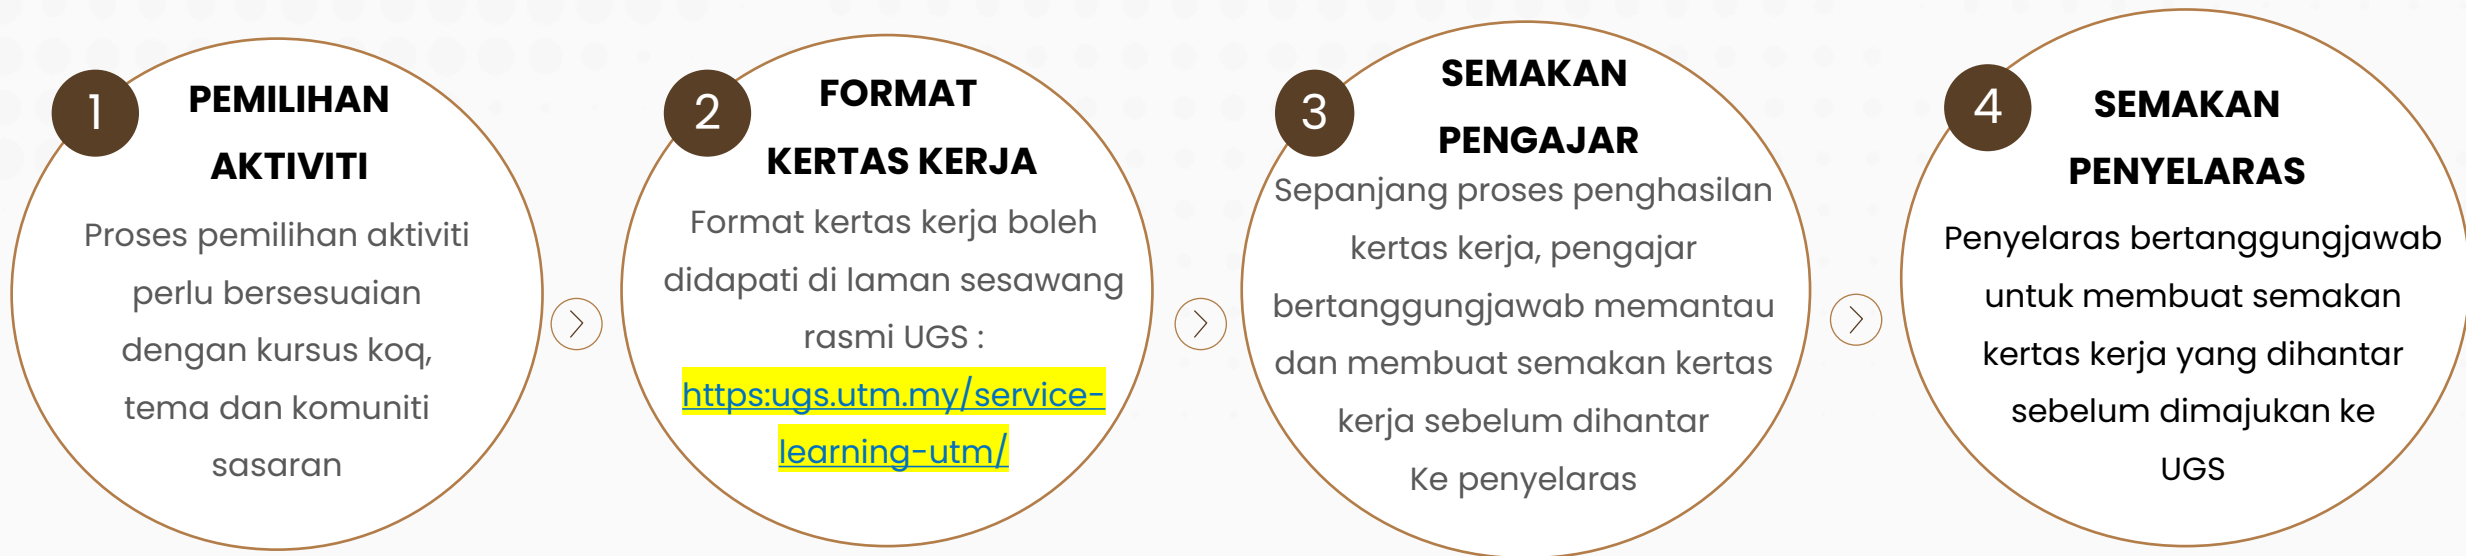 1
PEMILIHAN
AKTIVITI
Proses pemilihan aktiviti
perlu bersesuaian
dengan kursus koq,
tema dan komuniti
sasaran
2
FORMAT
KERTAS KERJA
Format kertas kerja boleh
didapati di laman sesawang
rasmi UGS :
https:ugs.utm.my/service-
learning-utm/
3
SEMAKAN
PENGAJAR
Sepanjang proses penghasilan
kertas kerja, pengajar
bertanggungjawab memantau
dan membuat semakan kertas
kerja sebelum dihantar
Ke penyelaras
4
SEMAKAN
PENYELARAS
Penyelaras bertanggungjawab
untuk membuat semakan
kertas kerja yang dihantar
sebelum dimajukan ke
UGS